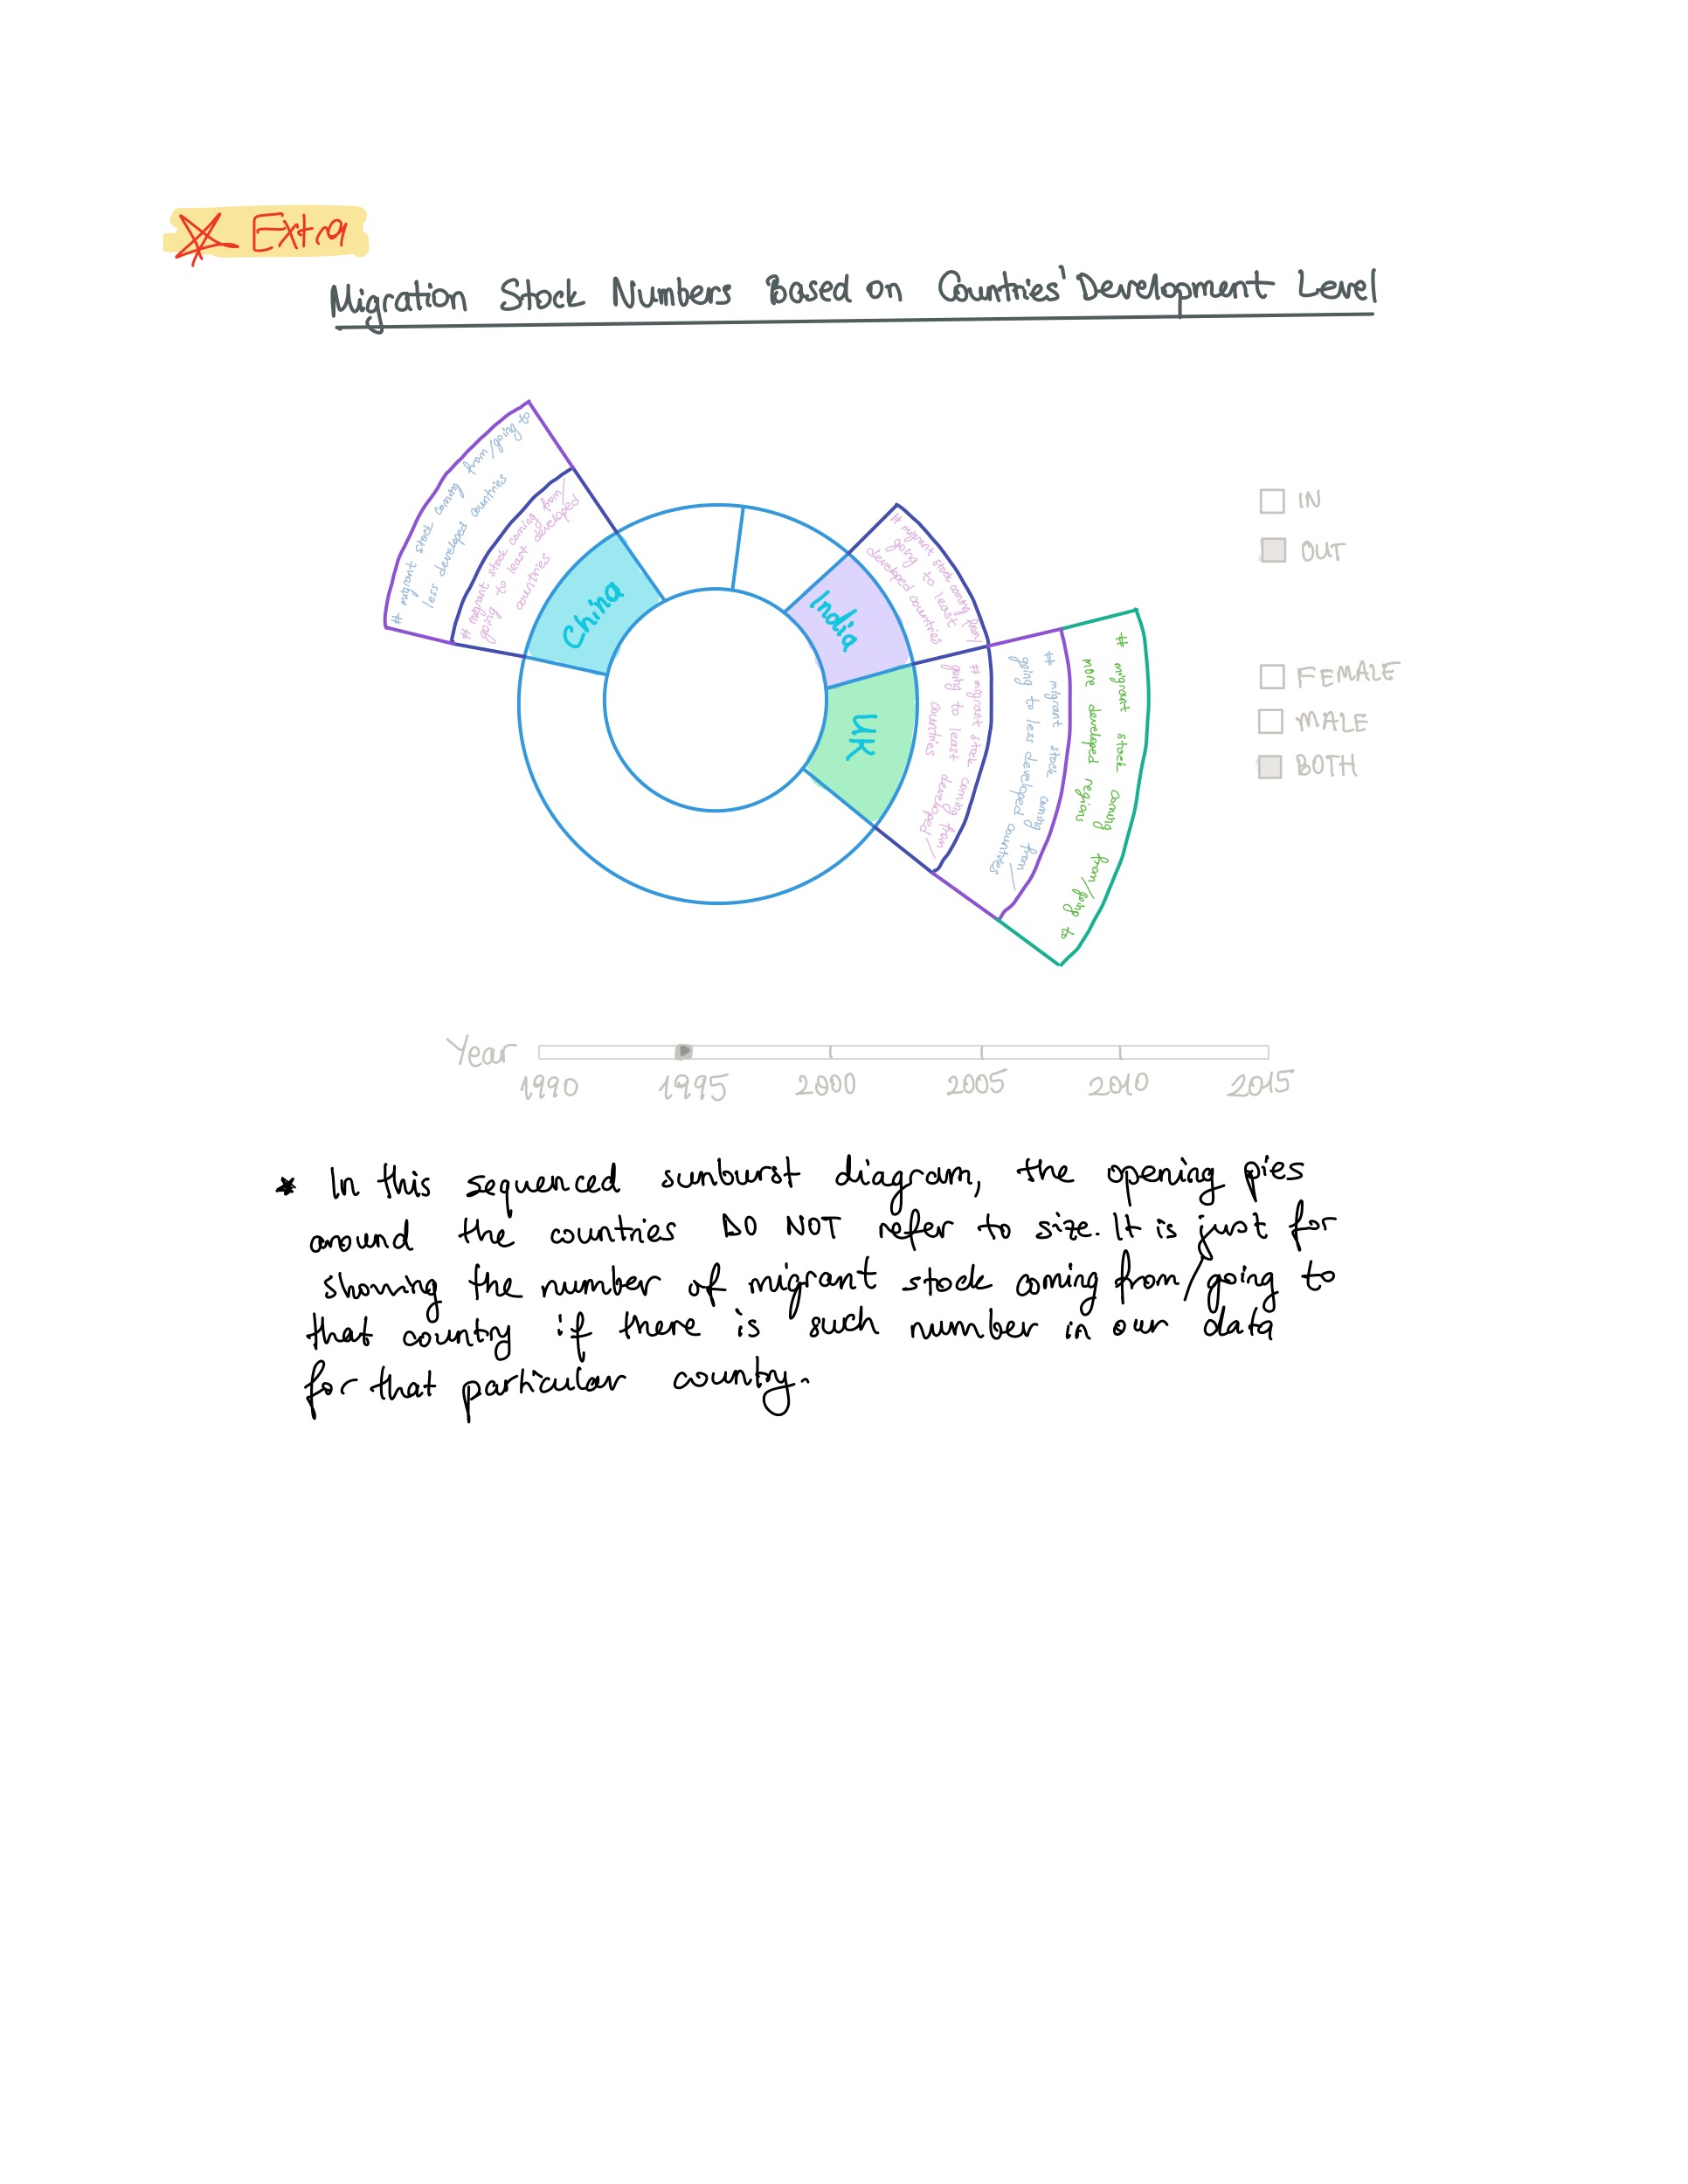 Extra
Migration Stock Numbers Based on Countries' Development Level
# migrant stock coming from/going to
less developed countries
# migrant stock coming from/
going to least developed
countries
China
# migrant stock coming from/
going to least
developed countries
India
UK
# migrant stock coming from/
going to least developed
countries
# migrant stock coming from/
going to less developed countries
# migrant stock coming from/going to
more developed regions
IN
OUT
FEMALE
MALE
BOTH
Year
1990 1995 2000 2005 2010 2015
* In this sequenced sunburst diagram, the opening pies
around the countries DO NOT refer to size. It is just for
showing the number of migrant stock coming from/going to
that country if there is such number in our data
for that particular country.